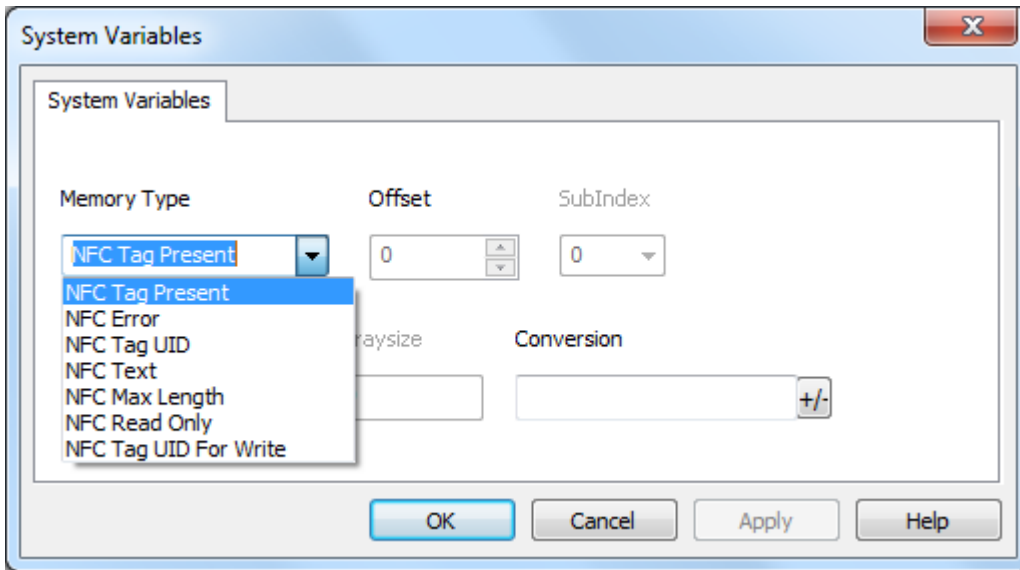 System Variables
System Variables
Memory Type Offset SubIndex
NFC Tag Present 0 0
NFC Tag Present
NFC Error
NFC Tag UID
raysize Conversion
NFC Text
NFC Max Length
+/-
NFC Read Only
NFC Tag UID For Write
OK Cancel Apply Help